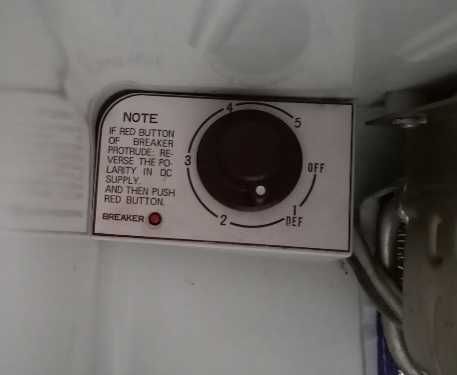 NOTE
IF RED BUTTON
OF BREAKER
PROTRUDE: RE-
VERSE THE PO-
LARITY IN DC
SUPPLY.
AND THEN PUSH
RED BUTTON.
BREAKER
4
5
3
OFF
2
1
DEF